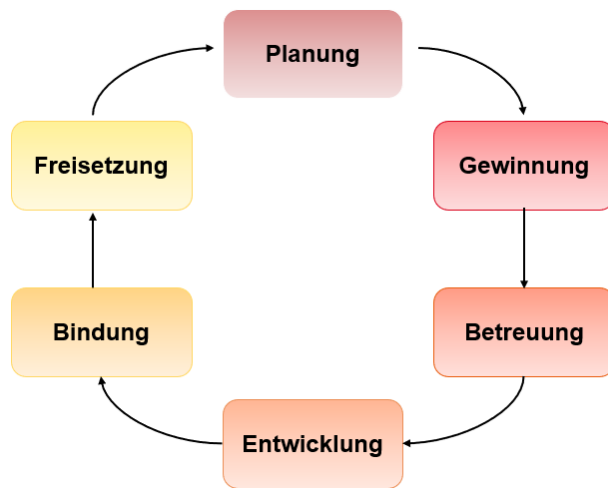 Planung
Gewinnung
Betreuung
Entwicklung
Bindung
Freisetzung